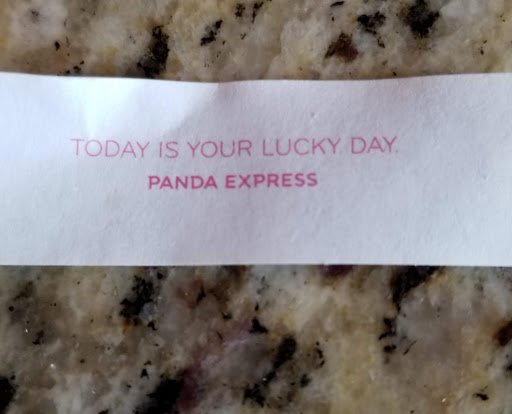 TODAY IS YOUR LUCKY DAY.
PANDA EXPRESS